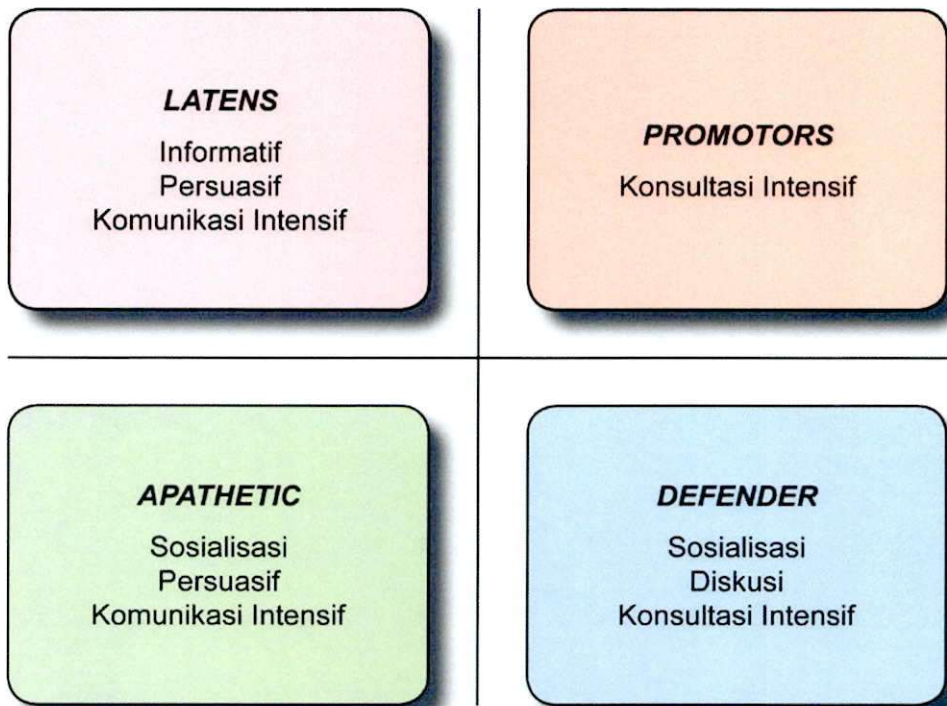 LATENS
Informatif
Persuasif
Komunikasi Intensif
PROMOTORS
Konsultasi Intensif
APATHETIC
Sosialisasi
Persuasif
Komunikasi Intensif
DEFENDER
Sosialisasi
Diskusi
Konsultasi Intensif